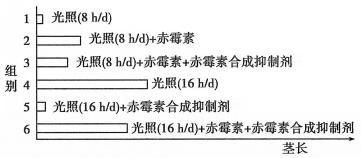 1 光照(8 h/d)
2 光照(8 h/d)+赤霉素
3 光照(8 h/d)+赤霉素+赤霉素合成抑制剂
组别
4 光照(16 h/d)
5 光照(16 h/d)+赤霉素合成抑制剂
6 光照(16 h/d)+赤霉素+赤霉素合成抑制剂
茎长